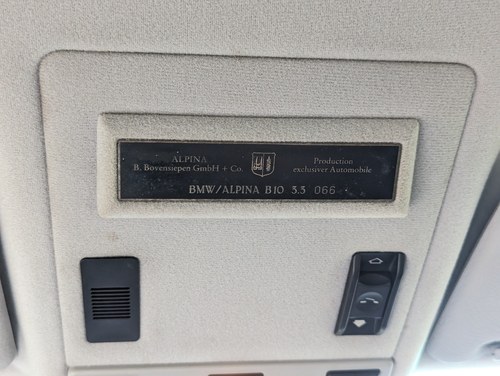 ALPINA
B. Bovensiepen GmbH + Co.
Production
exclusiver Automobile
BMW/ALPINA B10 3.3 066